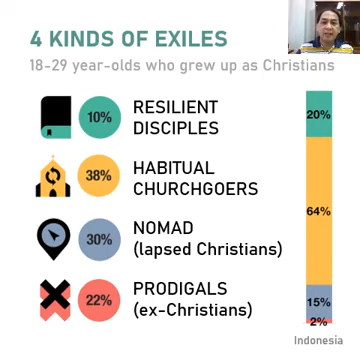 4 KINDS OF EXILES
18-29 year-olds who grew up as Christians
10%
RESILIENT
DISCIPLES
38%
HABITUAL
CHURCHGOERS
30%
NOMAD
(lapsed Christians)
22%
PRODIGALS
(ex-Christians)
20%
64%
15%
2%
Indonesia